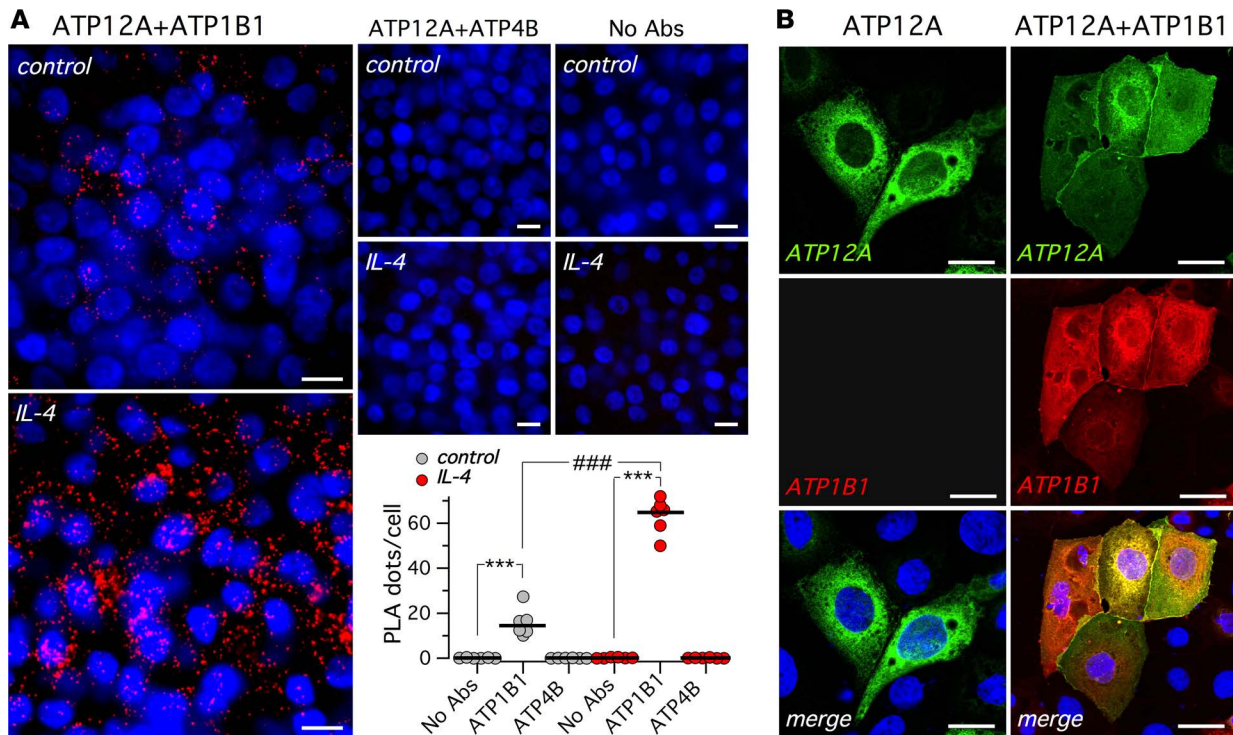 A
ATP12A+ATP1B1
control
IL-4
ATP12A+ATP4B
No Abs
control
control
IL-4
IL-4
control
IL-4
###
***
***
PLA dots/cell
60
40
20
0
No Abs
ATP1B1
ATP4B
No Abs
ATP1B1
ATP4B
B
ATP12A
ATP12A+ATP1B1
ATP12A
ATP12A
ATP1B1
ATP1B1
merge
merge